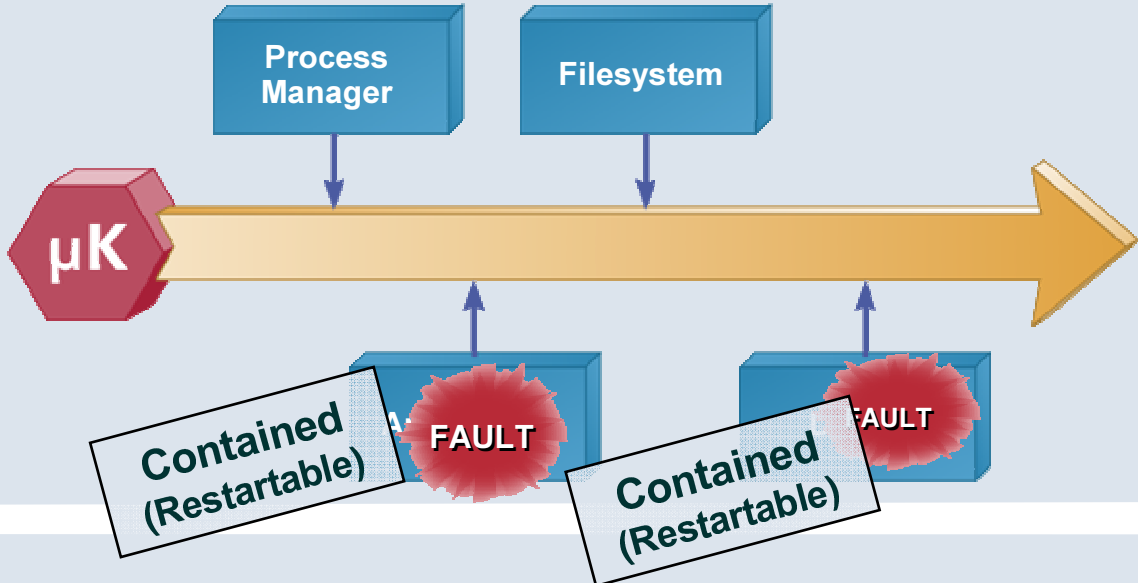 Process
Manager
Filesystem
µK
FAULT
Contained
(Restartable)
FAULT
Contained
(Restartable)